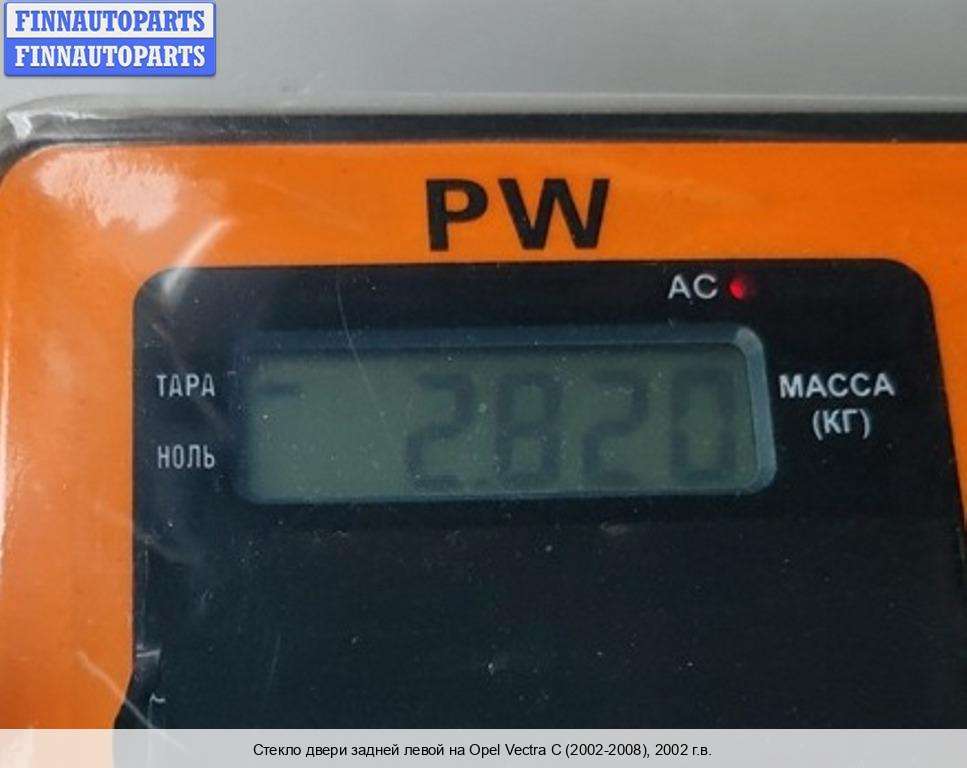 FINNAUTOPARTS
FINNAUTOPARTS
PW
AC
ТАРА
2.820
МАССА
(КГ)
НОЛЬ
Стекло двери задней левой на Opel Vectra C (2002-2008), 2002 г.в.